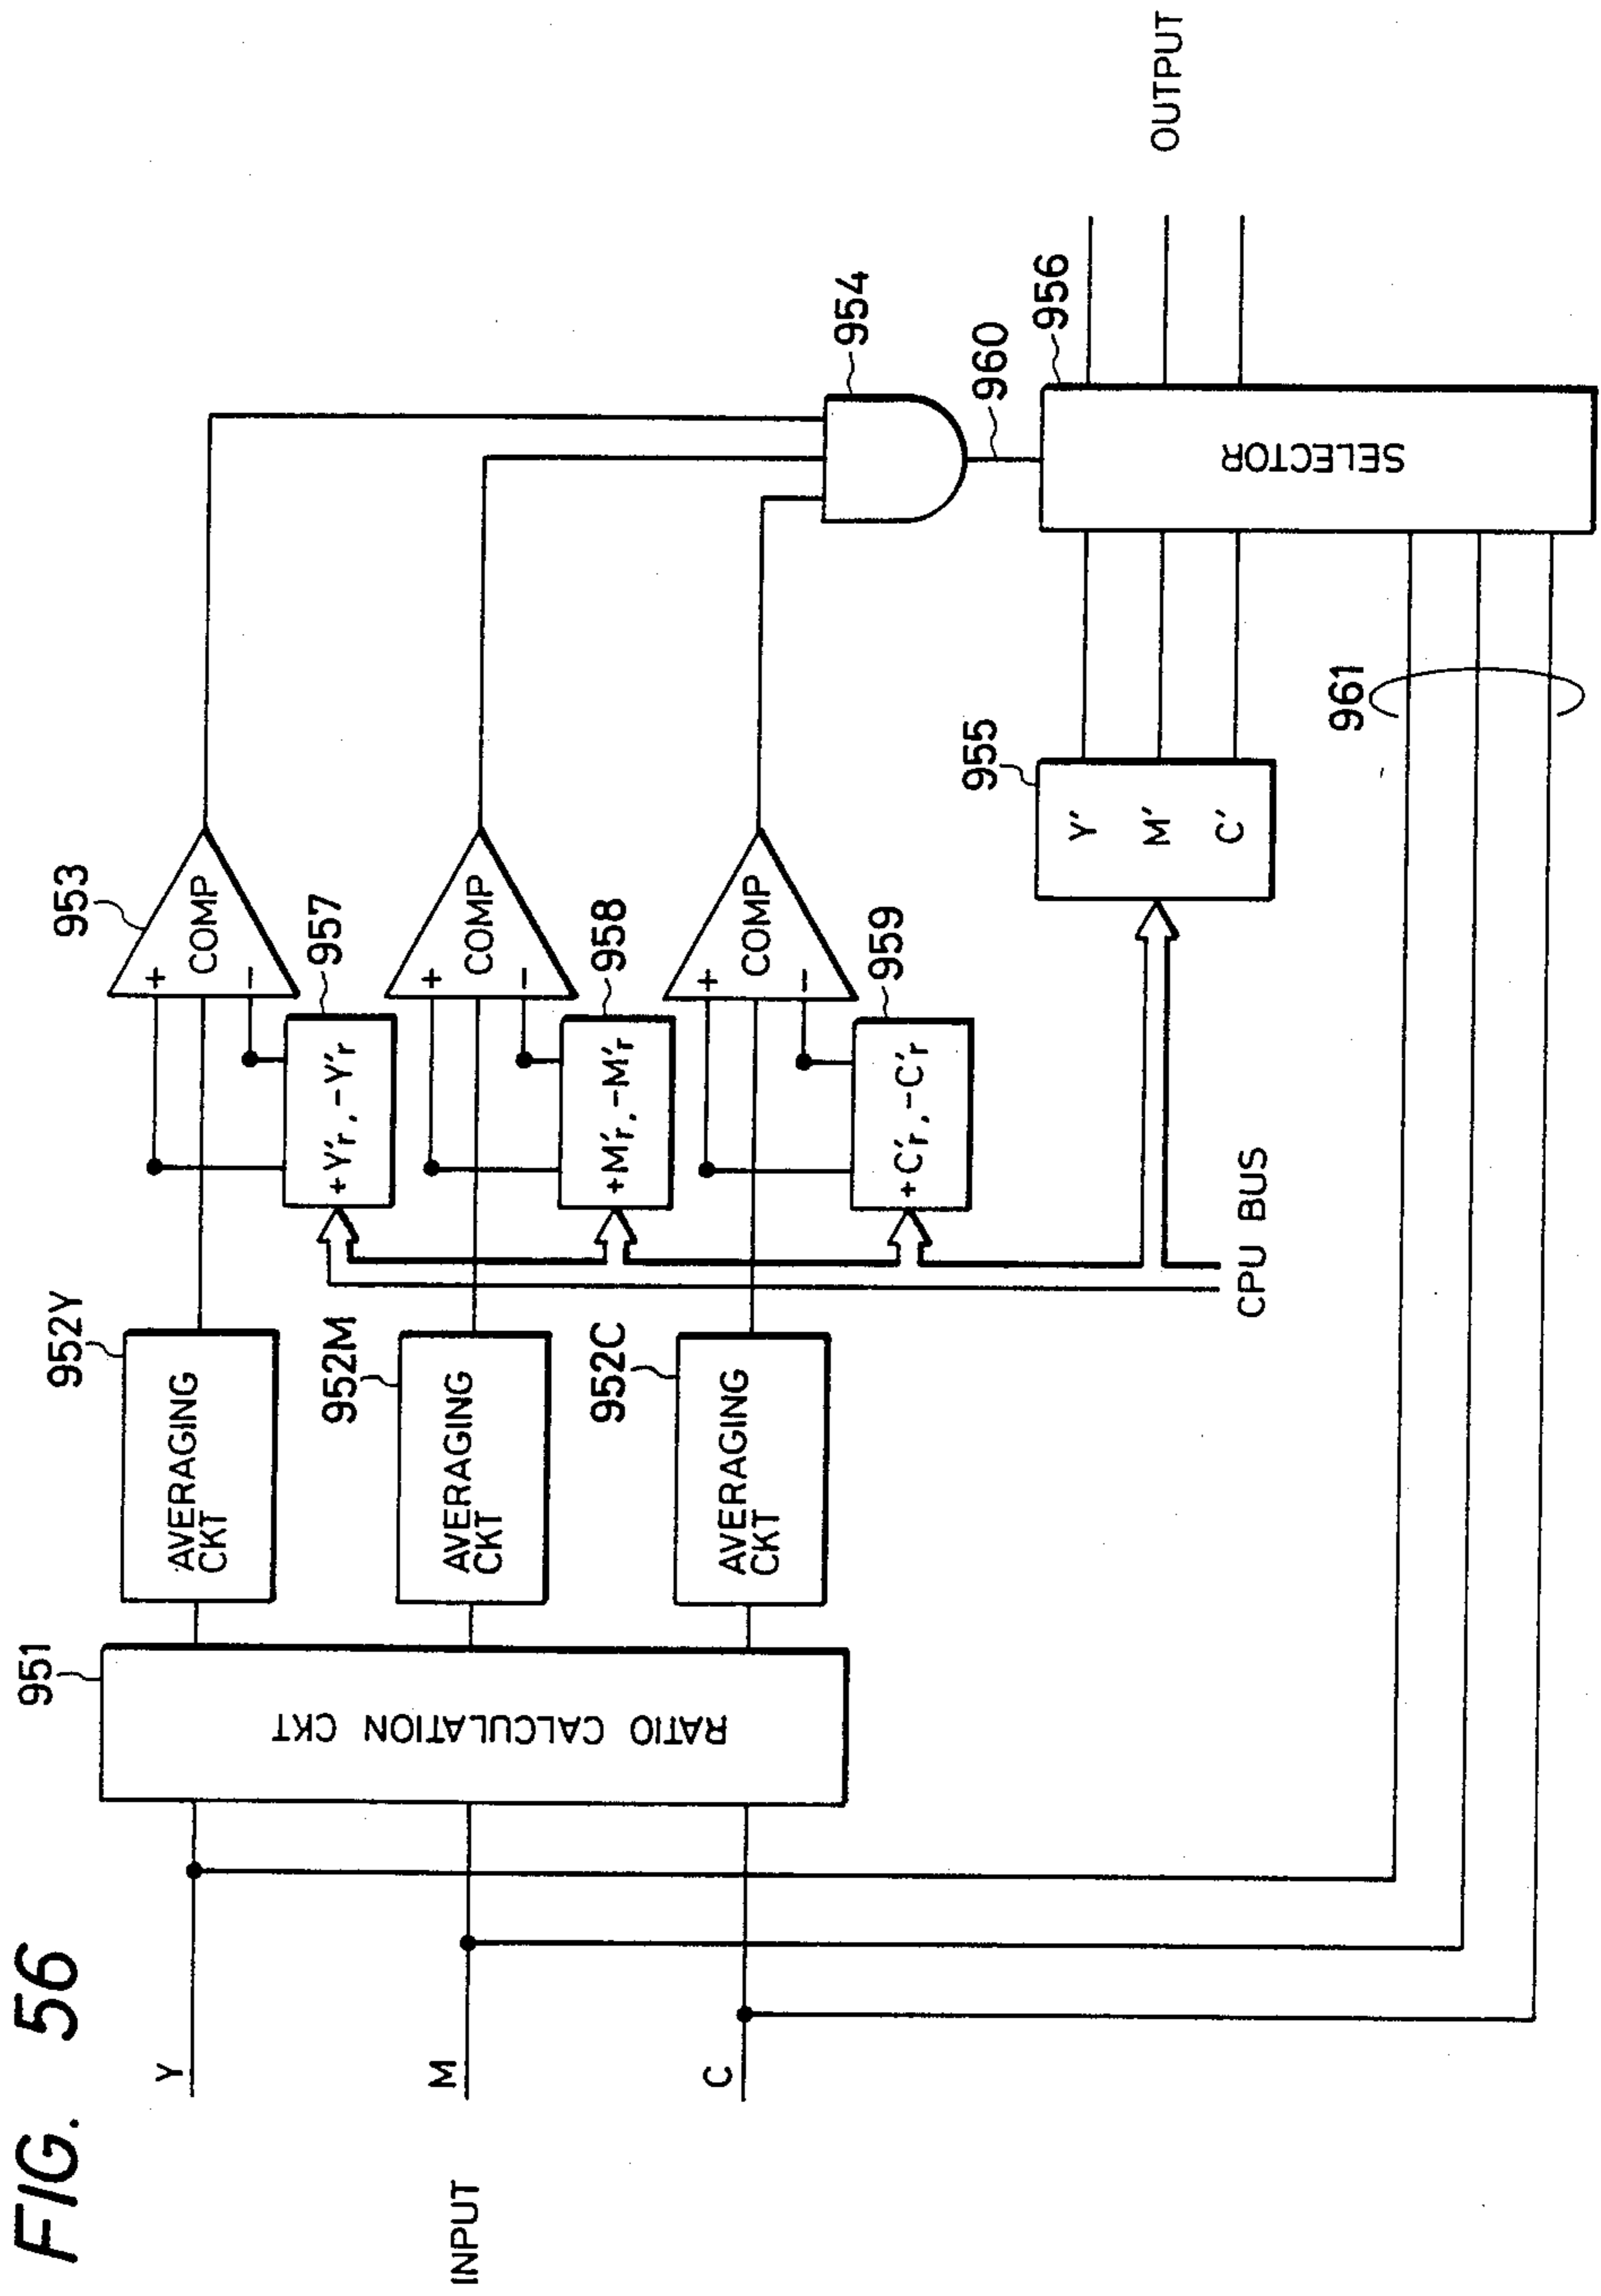 FIG. 56
INPUT
Y
M
C
951
RATIO CALCULATION CKT
952Y
AVERAGING
CKT
952M
AVERAGING
CKT
952C
AVERAGING
CKT
CPU BUS
953
+
COMP
−
957
+Y'r, −Y'r
+
COMP
−
958
+M'r, −M'r
+
COMP
−
959
+C'r, −C'r
955
Y'
M'
C'
961
954
960
956
SELECTOR
OUTPUT